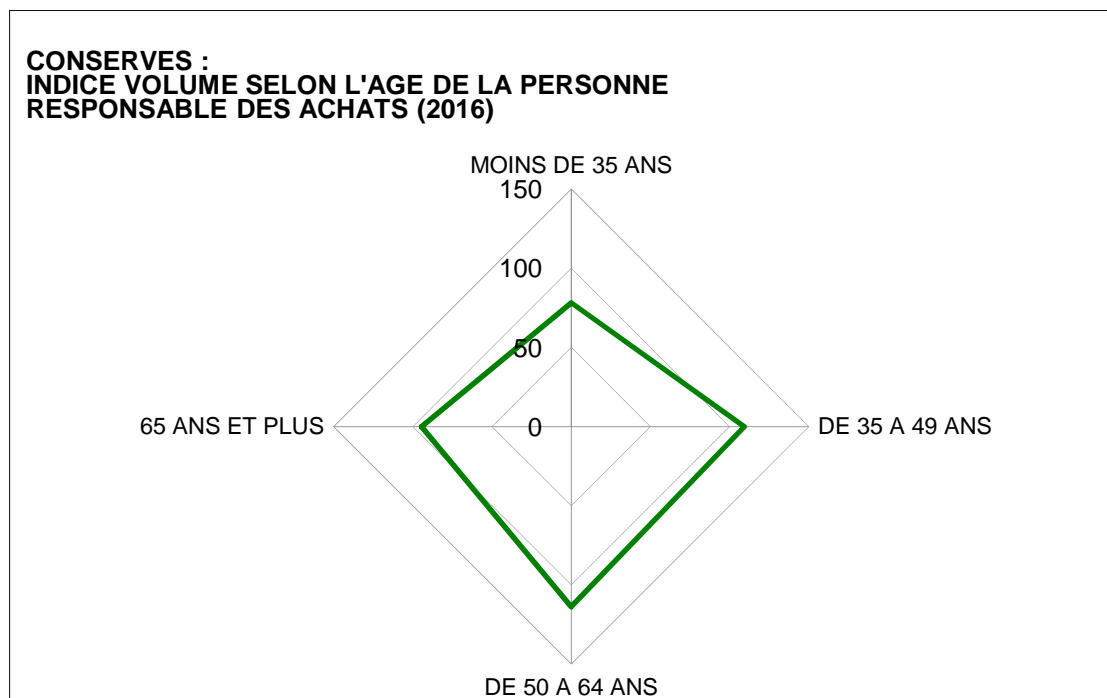 CONSERVES :
INDICE VOLUME SELON L'AGE DE LA PERSONNE
RESPONSABLE DES ACHATS (2016)
MOINS DE 35 ANS
150
100
50
65 ANS ET PLUS
0
DE 35 A 49 ANS
DE 50 A 64 ANS